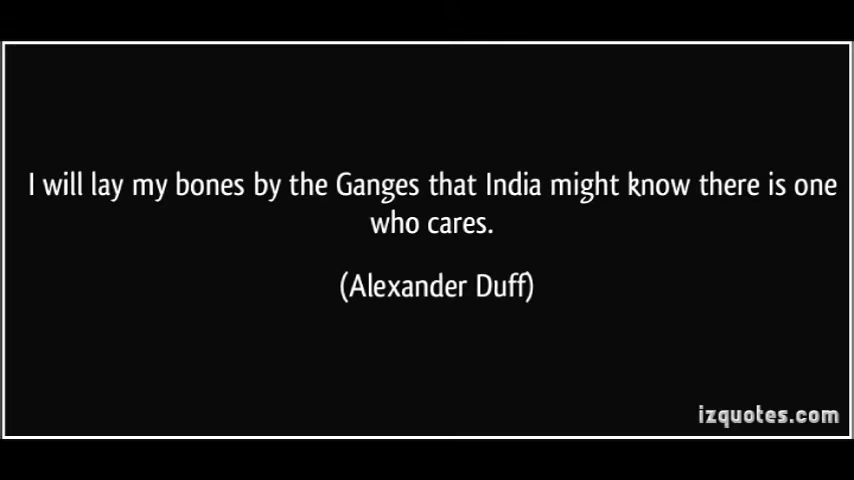 I will lay my bones by the Ganges that India might know there is one
who cares.
(Alexander Duff)
izquotes.com